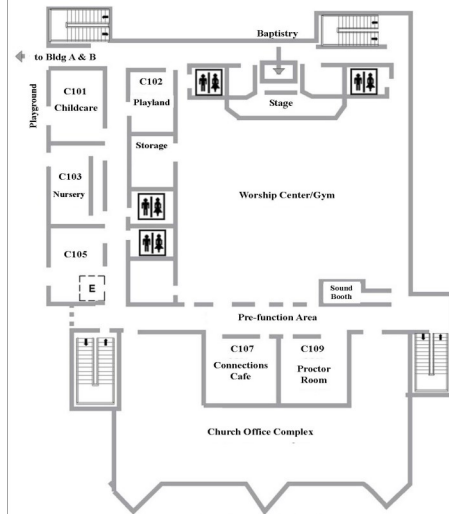 Baptistry
to Bldg A & B
Playground
C101
Childcare
C102
Playland
Stage
Storage
C103
Nursery
Worship Center/Gym
C105
E
Sound
Booth
Pre-function Area
C107
Connections
Cafe
C109
Proctor
Room
Church Office Complex